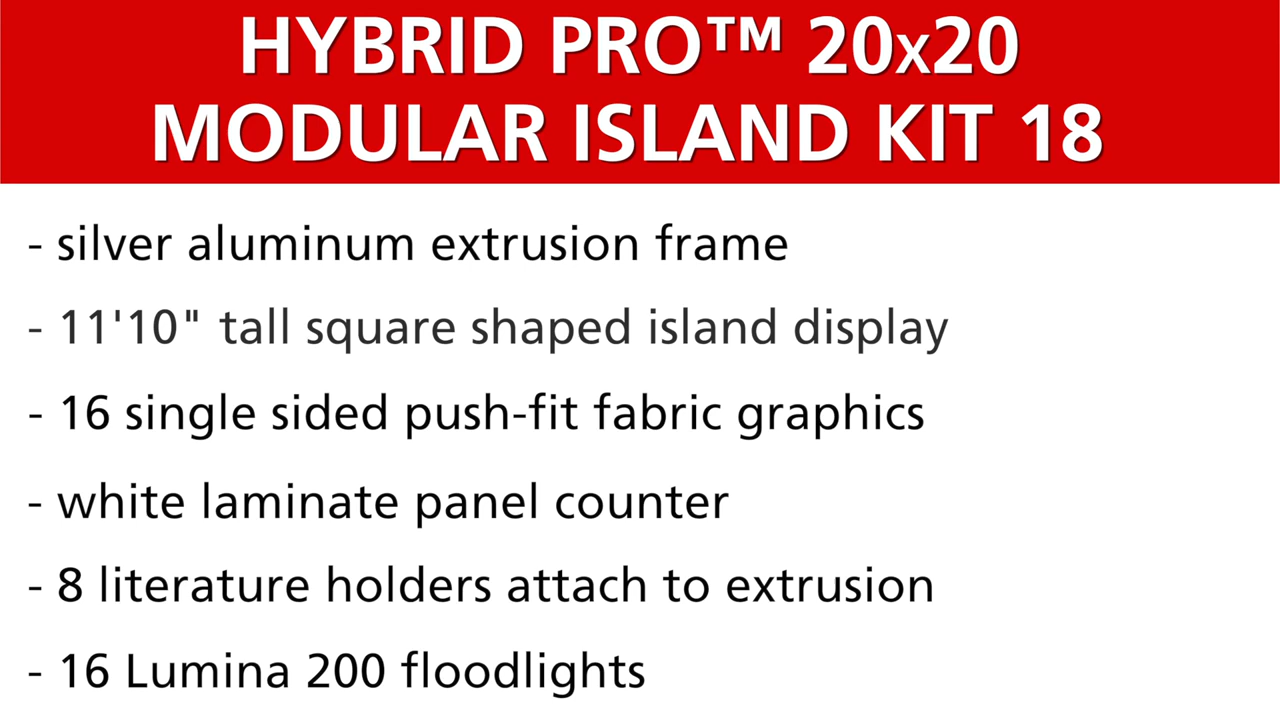 HYBRID PRO™ 20x20
MODULAR ISLAND KIT 18
- silver aluminum extrusion frame
- 11'10" tall square shaped island display
- 16 single sided push-fit fabric graphics
- white laminate panel counter
- 8 literature holders attach to extrusion
- 16 Lumina 200 floodlights